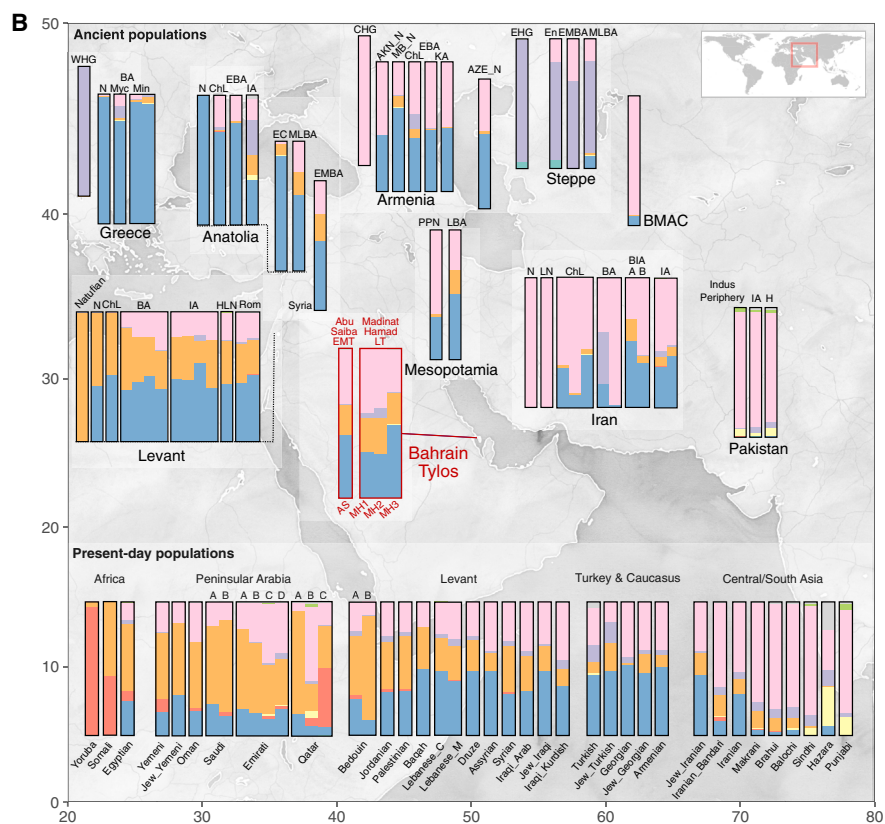 B
50
40
30
20
10
0
20
30
40
50
60
70
80
Ancient populations
WHG
BA
N Myc Min
Greece
EBA
N ChL IA
Anatolia
EC MLBA
EMBA
Syria
CHG
AKN_N
MB_N
ChL
EBA
KA
Armenia
AZE_N
EHG
En EMBA MLBA
Steppe
BMAC
Natufian
N ChL BA IA HLN Rom
Levant
Abu
Saiba
EMT
Madinat
Hamad
LT
AS
MH1
MH2
MH3
Bahrain
Tylos
PPN LBA
Mesopotamia
BIA
N LN ChL BA A B IA
Iran
Indus
Periphery IA H
Pakistan
Present-day populations
Africa
Peninsular Arabia
Levant
Turkey & Caucasus
Central/South Asia
A B A B C D A B C
A B
Yoruba
Somali
Egyptian
Yemeni
Jew_Yemeni
Oman
Saudi
Emirati
Qatar
Bedouin
Jordanian
Palestinian
Baqah
Lebanese_C
Lebanese_M
Druze
Assyrian
Syrian
Iraqi_Arab
Jew_Iraqi
Iraqi_Kurdish
Turkish
Jew_Turkish
Georgian
Jew_Georgian
Armenian
Jew_Iranian
Iranian_Bandari
Iranian
Makrani
Brahui
Balochi
Sindhi
Hazara
Punjabi